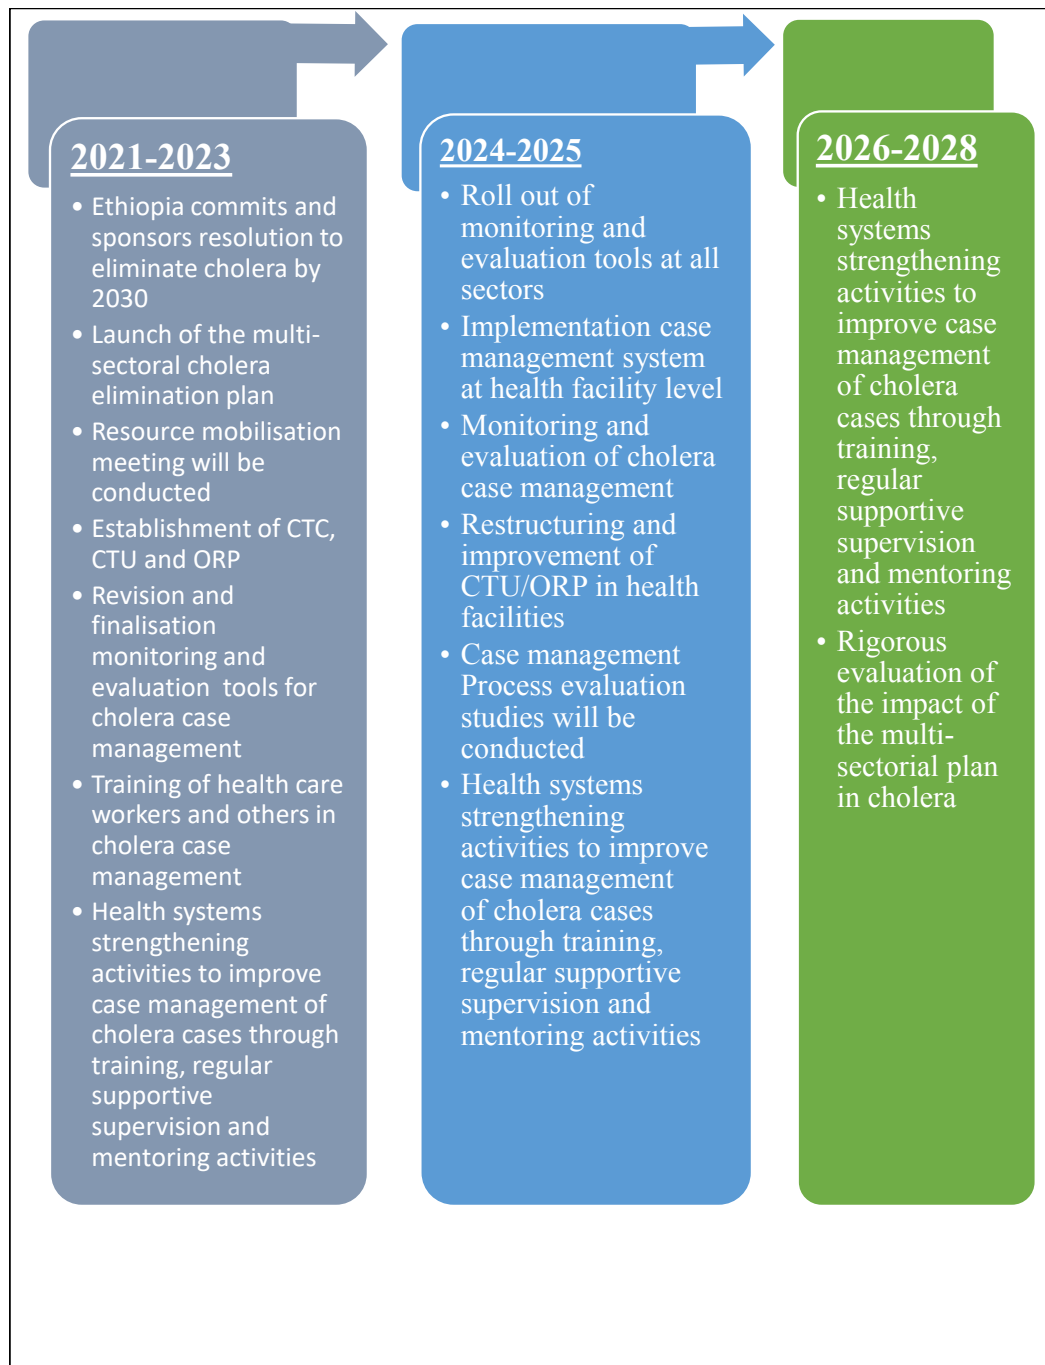 2021-2023
• Ethiopia commits and
sponsors resolution to
eliminate cholera by
2030
• Launch of the multi-
sectoral cholera
elimination plan
• Resource mobilisation
meeting will be
conducted
• Establishment of CTC,
CTU and ORP
• Revision and
finalisation
monitoring and
evaluation tools for
cholera case
management
• Training of health care
workers and others in
cholera case
management
• Health systems
strengthening
activities to improve
case management of
cholera cases through
training, regular
supportive
supervision and
mentoring activities
2024-2025
• Roll out of
monitoring and
evaluation tools at all
sectors
• Implementation case
management system
at health facility level
• Monitoring and
evaluation of cholera
case management
• Restructuring and
improvement of
CTU/ORP in health
facilities
• Case management
Process evaluation
studies will be
conducted
• Health systems
strengthening
activities to improve
case management
of cholera cases
through training,
regular supportive
supervision and
mentoring activities
2026-2028
• Health
systems
strengthening
activities to
improve case
management
of cholera
cases through
training,
regular
supportive
supervision
and mentoring
activities
• Rigorous
evaluation of
the impact of
the multi-
sectorial plan
in cholera